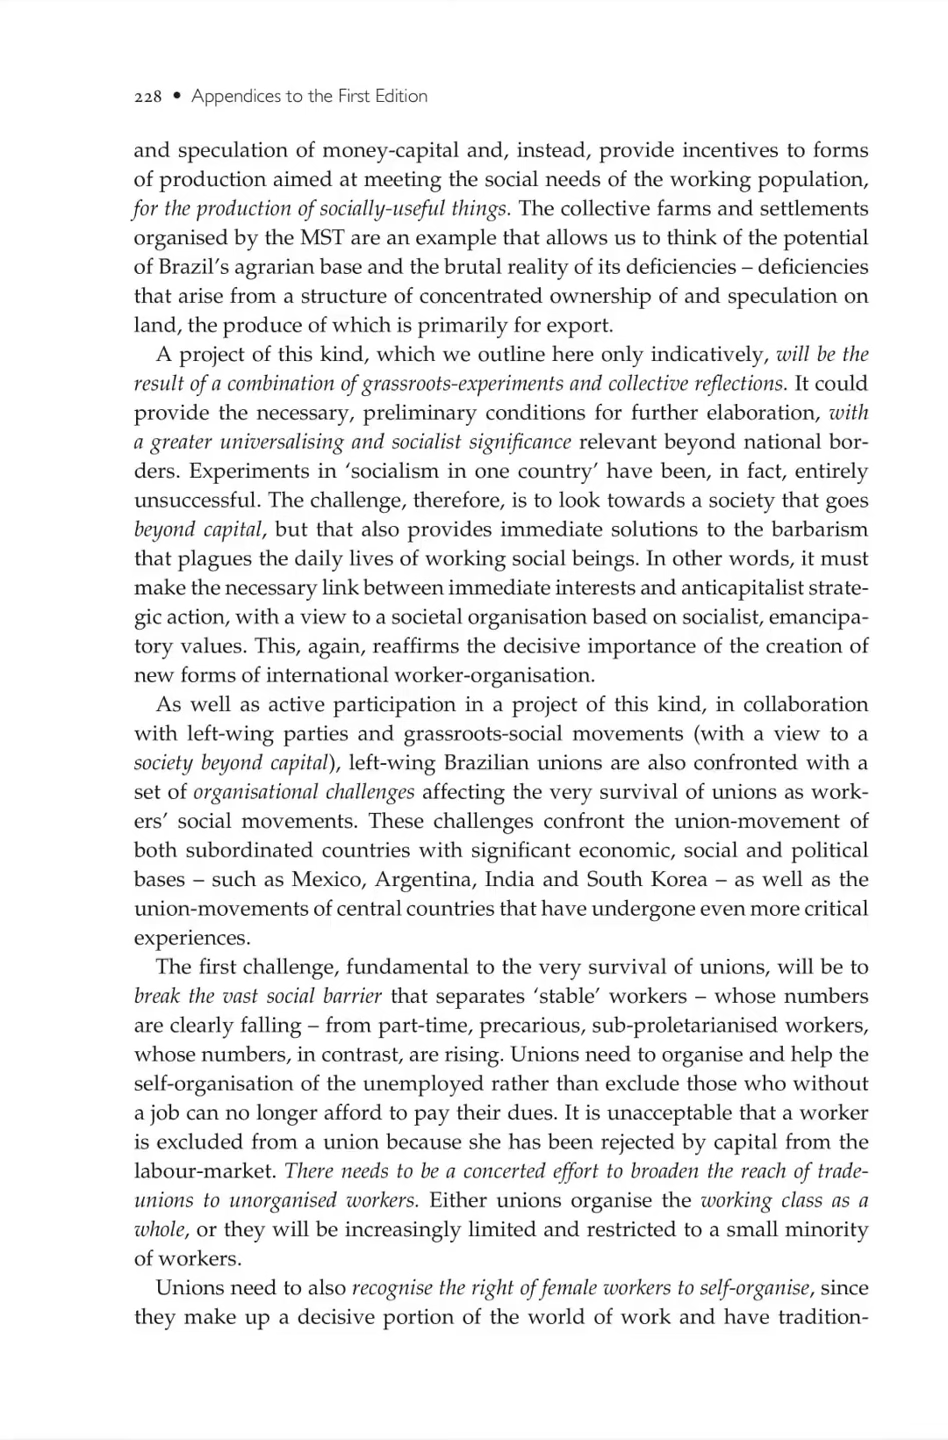 228 • Appendices to the First Edition
and speculation of money-capital and, instead, provide incentives to forms
of production aimed at meeting the social needs of the working population,
for the production of socially-useful things. The collective farms and settlements
organised by the MST are an example that allows us to think of the potential
of Brazil’s agrarian base and the brutal reality of its deficiencies – deficiencies
that arise from a structure of concentrated ownership of and speculation on
land, the produce of which is primarily for export.
A project of this kind, which we outline here only indicatively, will be the
result of a combination of grassroots-experiments and collective reflections. It could
provide the necessary, preliminary conditions for further elaboration, with
a greater universalising and socialist significance relevant beyond national bor-
ders. Experiments in ‘socialism in one country’ have been, in fact, entirely
unsuccessful. The challenge, therefore, is to look towards a society that goes
beyond capital, but that also provides immediate solutions to the barbarism
that plagues the daily lives of working social beings. In other words, it must
make the necessary link between immediate interests and anticapitalist strate-
gic action, with a view to a societal organisation based on socialist, emancipa-
tory values. This, again, reaffirms the decisive importance of the creation of
new forms of international worker-organisation.
As well as active participation in a project of this kind, in collaboration
with left-wing parties and grassroots-social movements (with a view to a
society beyond capital), left-wing Brazilian unions are also confronted with a
set of organisational challenges affecting the very survival of unions as work-
ers’ social movements. These challenges confront the union-movement of
both subordinated countries with significant economic, social and political
bases – such as Mexico, Argentina, India and South Korea – as well as the
union-movements of central countries that have undergone even more critical
experiences.
The first challenge, fundamental to the very survival of unions, will be to
break the vast social barrier that separates ‘stable’ workers – whose numbers
are clearly falling – from part-time, precarious, sub-proletarianised workers,
whose numbers, in contrast, are rising. Unions need to organise and help the
self-organisation of the unemployed rather than exclude those who without
a job can no longer afford to pay their dues. It is unacceptable that a worker
is excluded from a union because she has been rejected by capital from the
labour-market. There needs to be a concerted effort to broaden the reach of trade-
unions to unorganised workers. Either unions organise the working class as a
whole, or they will be increasingly limited and restricted to a small minority
of workers.
Unions need to also recognise the right of female workers to self-organise, since
they make up a decisive portion of the world of work and have tradition-